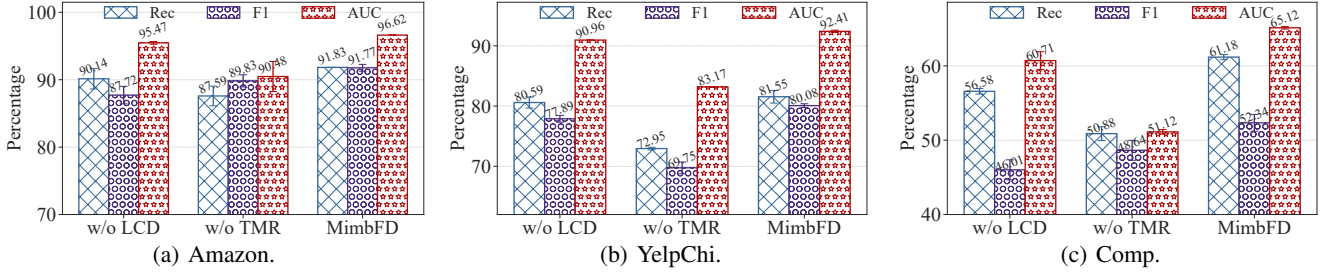 Rec F1 AUC
Percentage
100
90
80
70
90.14 87.72 95.47
87.59 89.83 90.48
91.83 91.77 96.62
w/o LCD w/o TMR MimbFD
(a) Amazon.
Rec F1 AUC
Percentage
90
80
70
80.59 77.89 90.96
72.95 69.75 83.17
81.55 80.08 92.41
w/o LCD w/o TMR MimbFD
(b) YelpChi.
Rec F1 AUC
Percentage
60
50
40
56.58 46.01 60.71
50.88 48.64 51.12
61.18 52.34 65.12
w/o LCD w/o TMR MimbFD
(c) Comp.